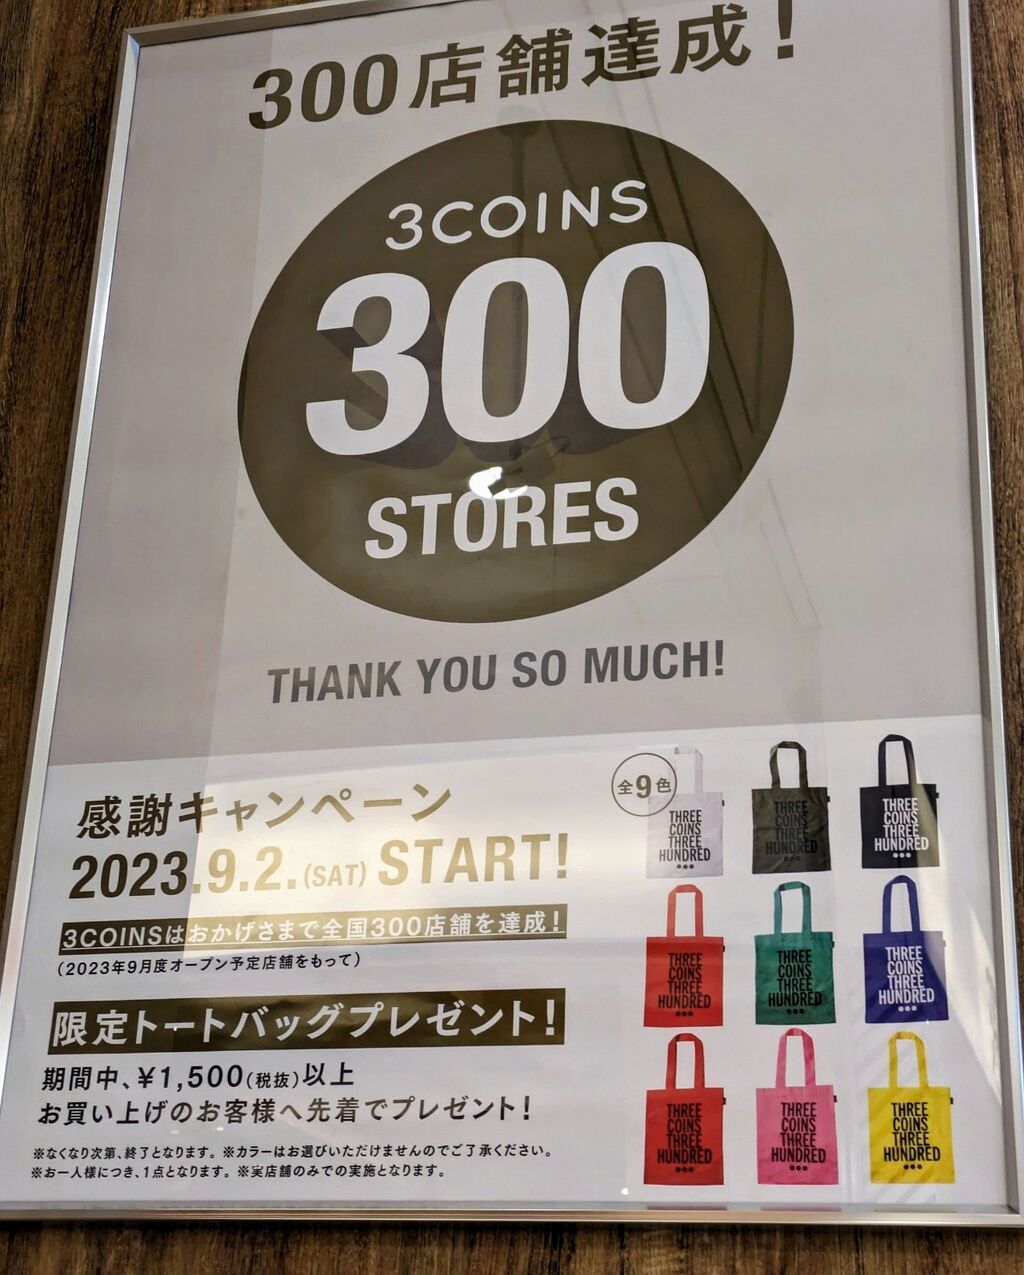 300店舗達成！
3COINS
300
STORES
THANK YOU SO MUCH!
感謝キャンペーン
2023.9.2.(SAT) START!
3COINSはおかげさまで全国300店舗を達成！
（2023年9月度オープン予定店舗をもって）
限定トートバッグプレゼント！
期間中、¥1,500（税抜）以上
お買い上げのお客様へ先着でプレゼント！
※なくなり次第、終了となります。※カラーはお選びいただけませんのでご了承ください。
※お一人様につき、1点となります。※実店舗のみでの実施となります。
全9色
THREE
COINS
THREE
HUNDRED
THREE
COINS
THREE
HUNDRED
THREE
COINS
THREE
HUNDRED
THREE
COINS
THREE
HUNDRED
THREE
COINS
THREE
HUNDRED
THREE
COINS
THREE
HUNDRED
THREE
COINS
THREE
HUNDRED
THREE
COINS
THREE
HUNDRED
THREE
COINS
THREE
HUNDRED